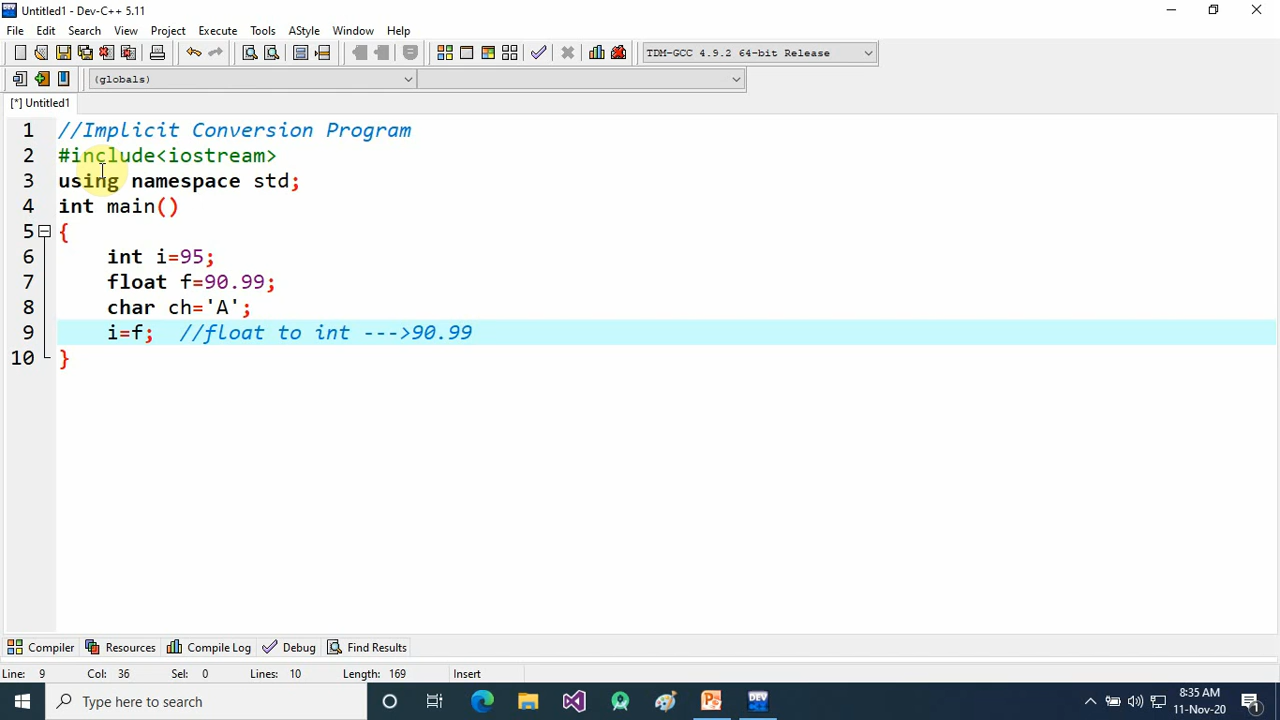 Untitled1 - Dev-C++ 5.11
File Edit Search View Project Execute Tools AStyle Window Help
TDM-GCC 4.9.2 64-bit Release
(globals)
[*] Untitled1
1 //Implicit Conversion Program
2 #include<iostream>
3 using namespace std;
4 int main()
5 {
6 int i=95;
7 float f=90.99;
8 char ch='A';
9 i=f; //float to int --->90.99
10 }
Compiler Resources Compile Log Debug Find Results
Line: 9 Col: 36 Sel: 0 Lines: 10 Length: 169 Insert
Type here to search
8:35 AM
11-Nov-20
1